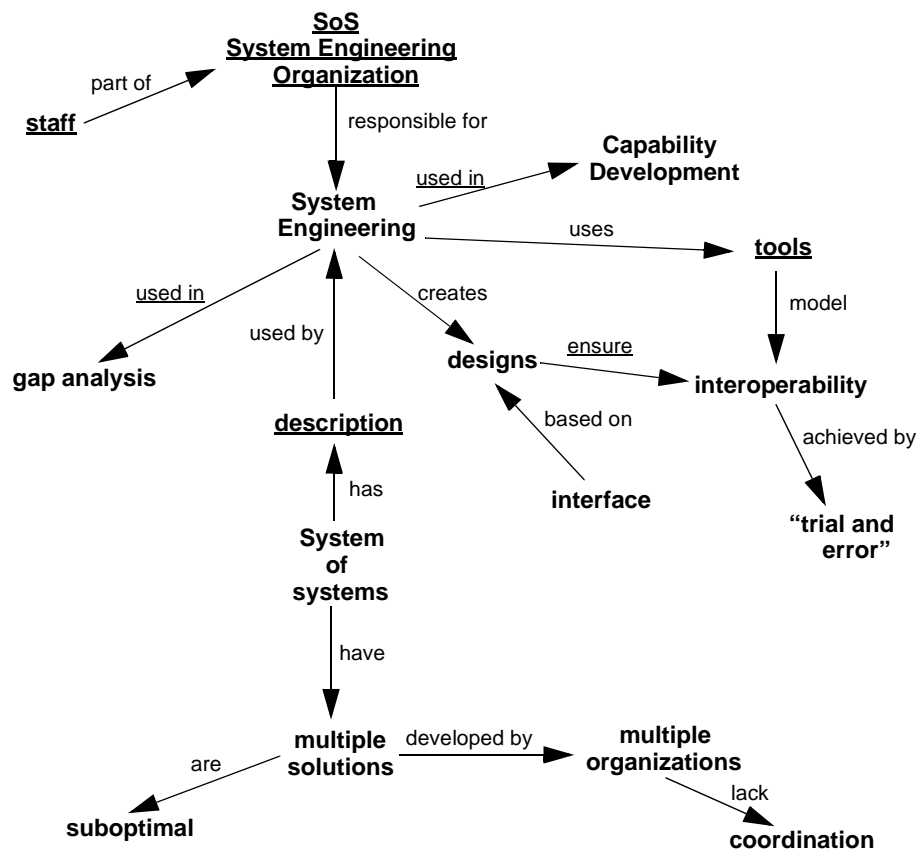 SoS
System Engineering
Organization
part of
staff
responsible for
Capability
Development
used in
System
Engineering
uses
tools
used in
creates
model
used by
designs
ensure
gap analysis
interoperability
description
based on
achieved by
has
interface
“trial and
error”
System
of
systems
have
multiple
solutions
developed by
multiple
organizations
are
lack
suboptimal
coordination